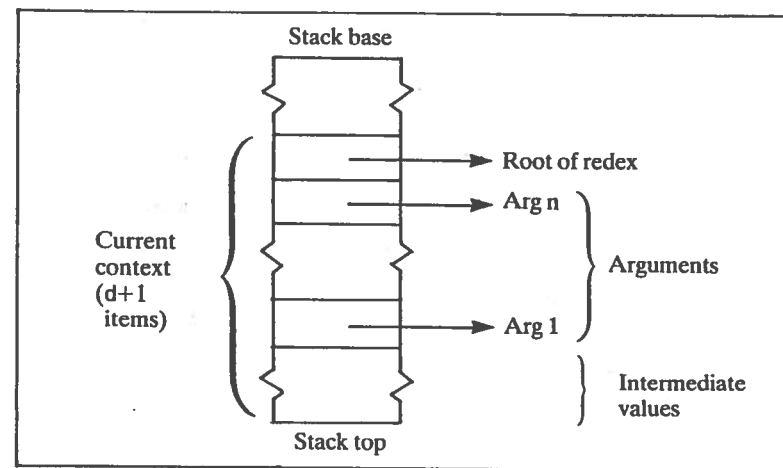 Stack base
Root of redex
Arg n
Current
context
(d+1
items)
Arguments
Arg 1
Intermediate
values
Stack top